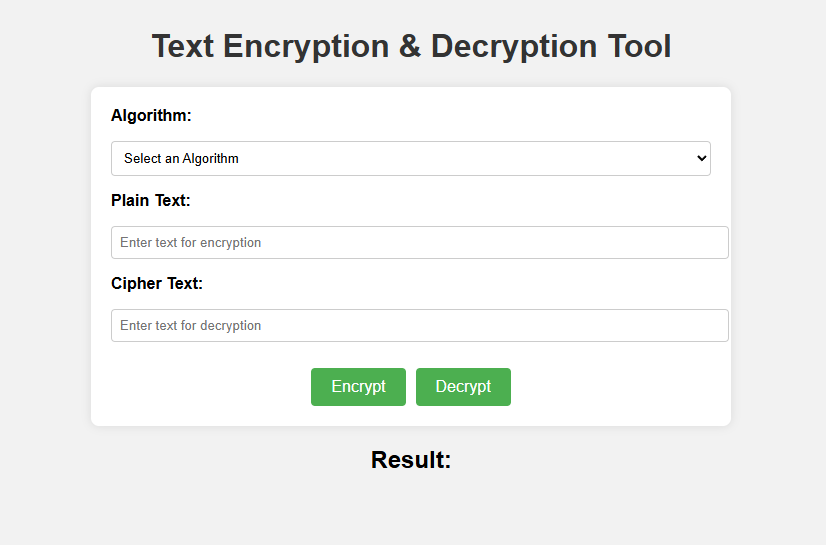 Text Encryption & Decryption Tool
Algorithm:
Select an Algorithm
Plain Text:
Enter text for encryption
Cipher Text:
Enter text for decryption
Encrypt Decrypt
Result: